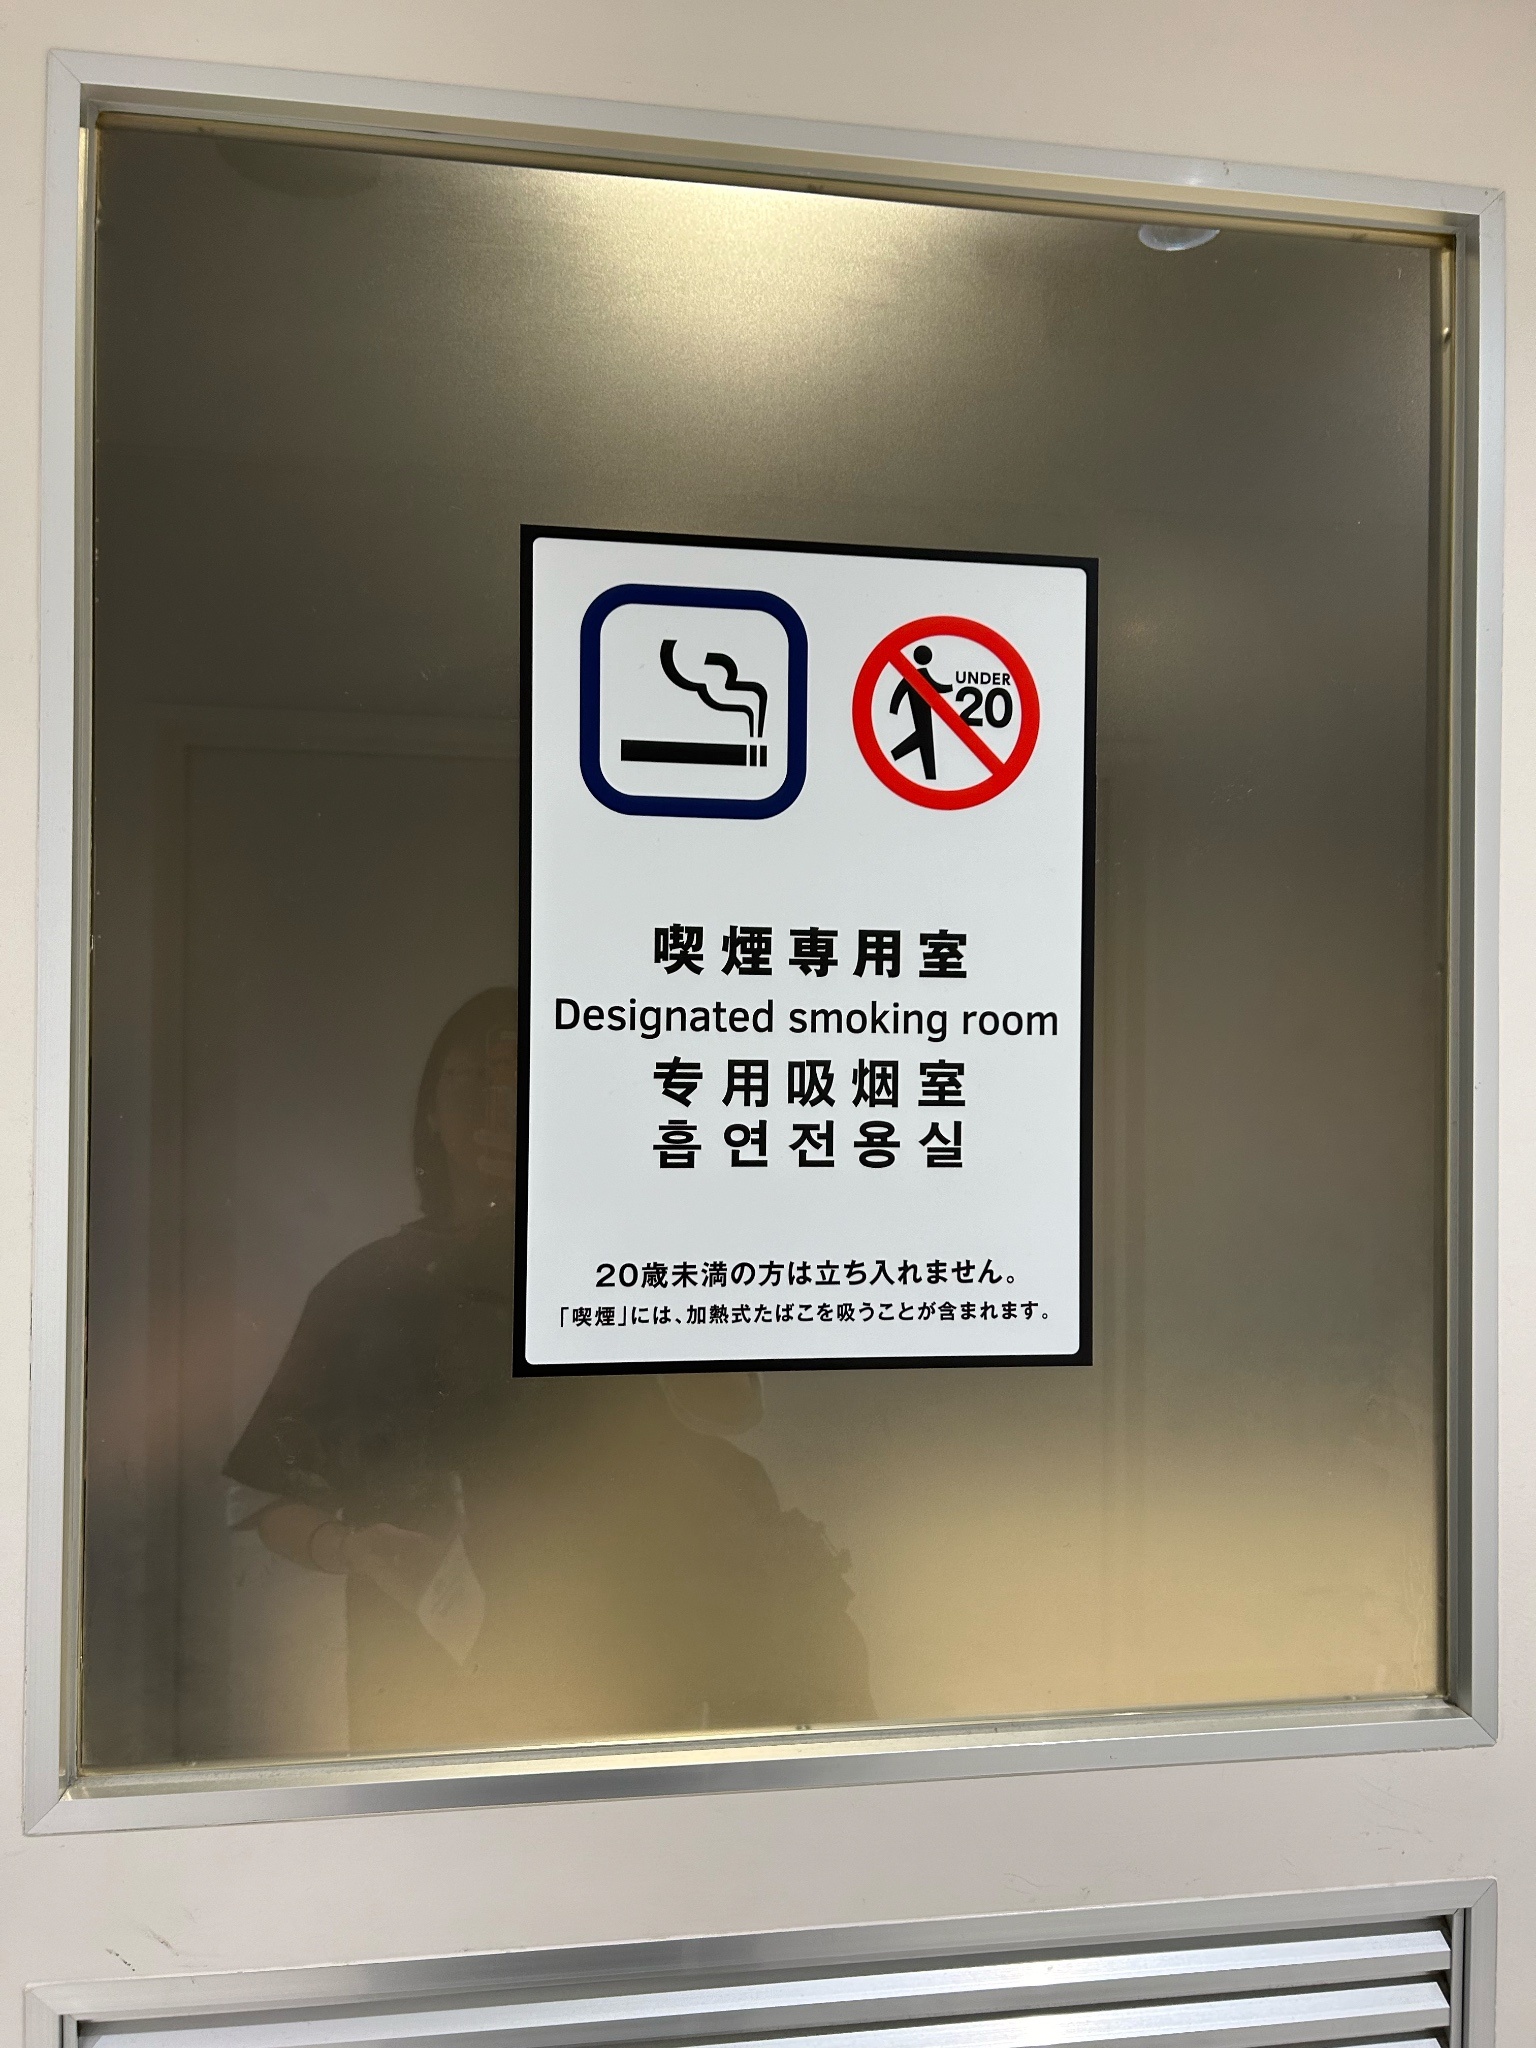 UNDER
20
喫煙専用室
Designated smoking room
专用吸烟室
흡연전용실
20歳未満の方は立ち入れません。
「喫煙」には、加熱式たばこを吸うことが含まれます。